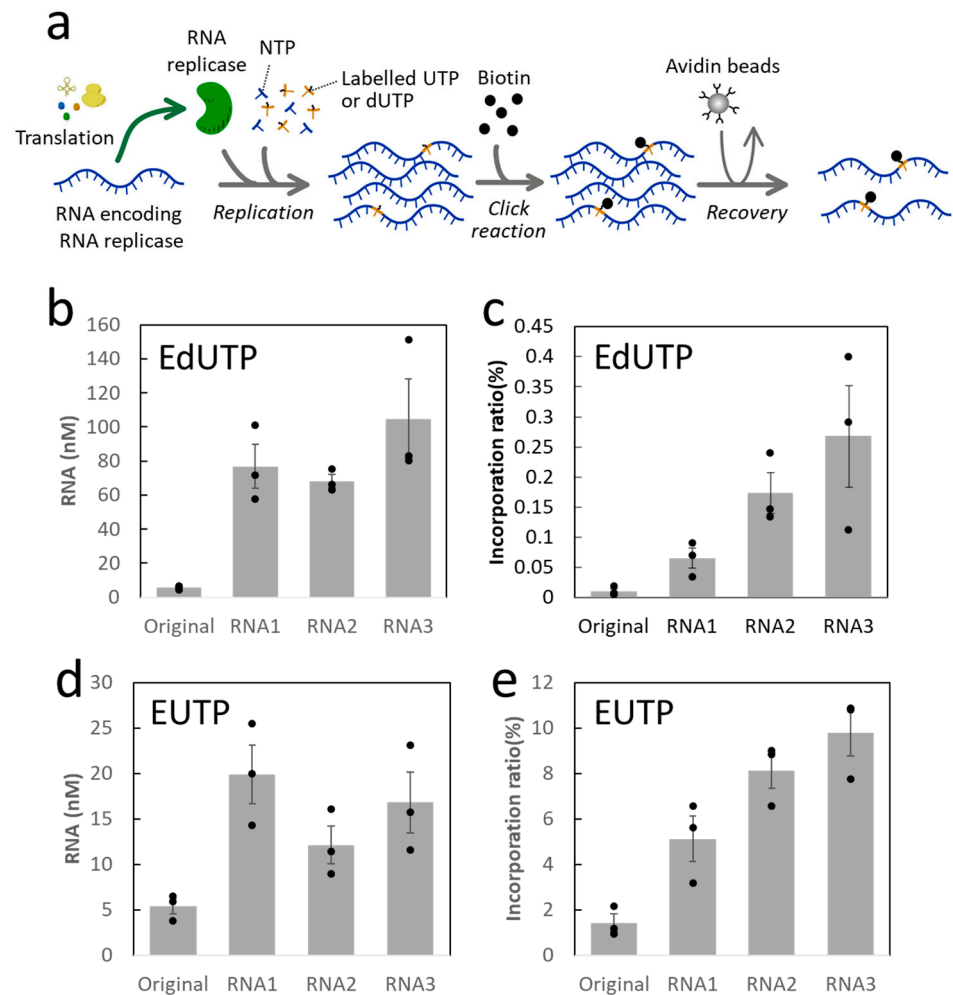 a
RNA
replicase
NTP
Labelled UTP
or dUTP
Biotin
Avidin beads
Translation
RNA encoding
RNA replicase
Replication
Click
reaction
Recovery
b
EdUTP
RNA (nM)
160
140
120
100
80
60
40
20
0
Original RNA1 RNA2 RNA3
c
EdUTP
Incorporation ratio(%)
0.45
0.4
0.35
0.3
0.25
0.2
0.15
0.1
0.05
0
Original RNA1 RNA2 RNA3
d
EUTP
RNA (nM)
30
25
20
15
10
5
0
Original RNA1 RNA2 RNA3
e
EUTP
Incorporation ratio(%)
12
10
8
6
4
2
0
Original RNA1 RNA2 RNA3